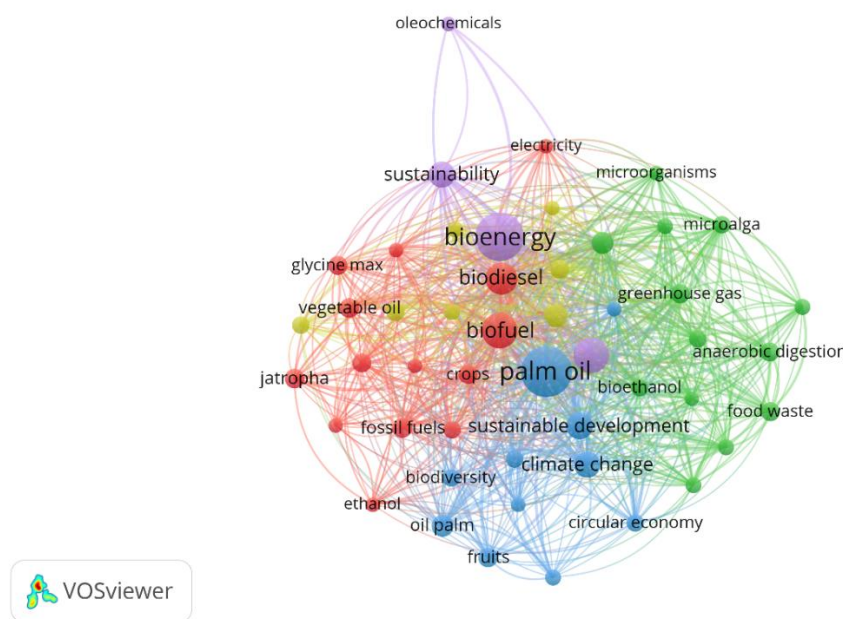 oleochemicals
electricity
sustainability
microorganisms
microalga
bioenergy
glycine max
biodiesel
greenhouse gas
vegetable oil
biofuel
anaerobic digestion
jatropha
crops
palm oil
bioethanol
food waste
fossil fuels
sustainable development
climate change
biodiversity
ethanol
oil palm
circular economy
fruits
VOSviewer